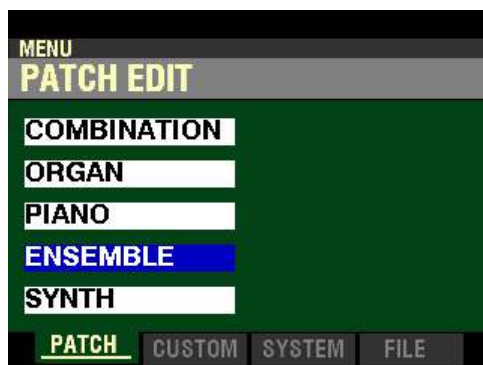 MENU
PATCH EDIT
COMBINATION
ORGAN
PIANO
ENSEMBLE
SYNTH
PATCH CUSTOM SYSTEM FILE